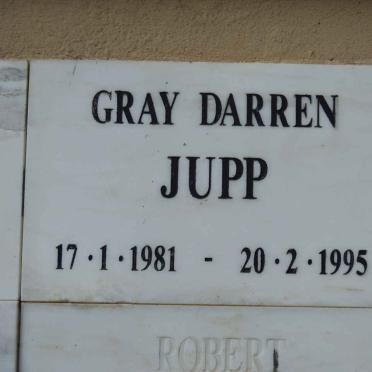 GRAY DARREN
JUPP
17·1·1981 - 20·2·1995
ROBERT